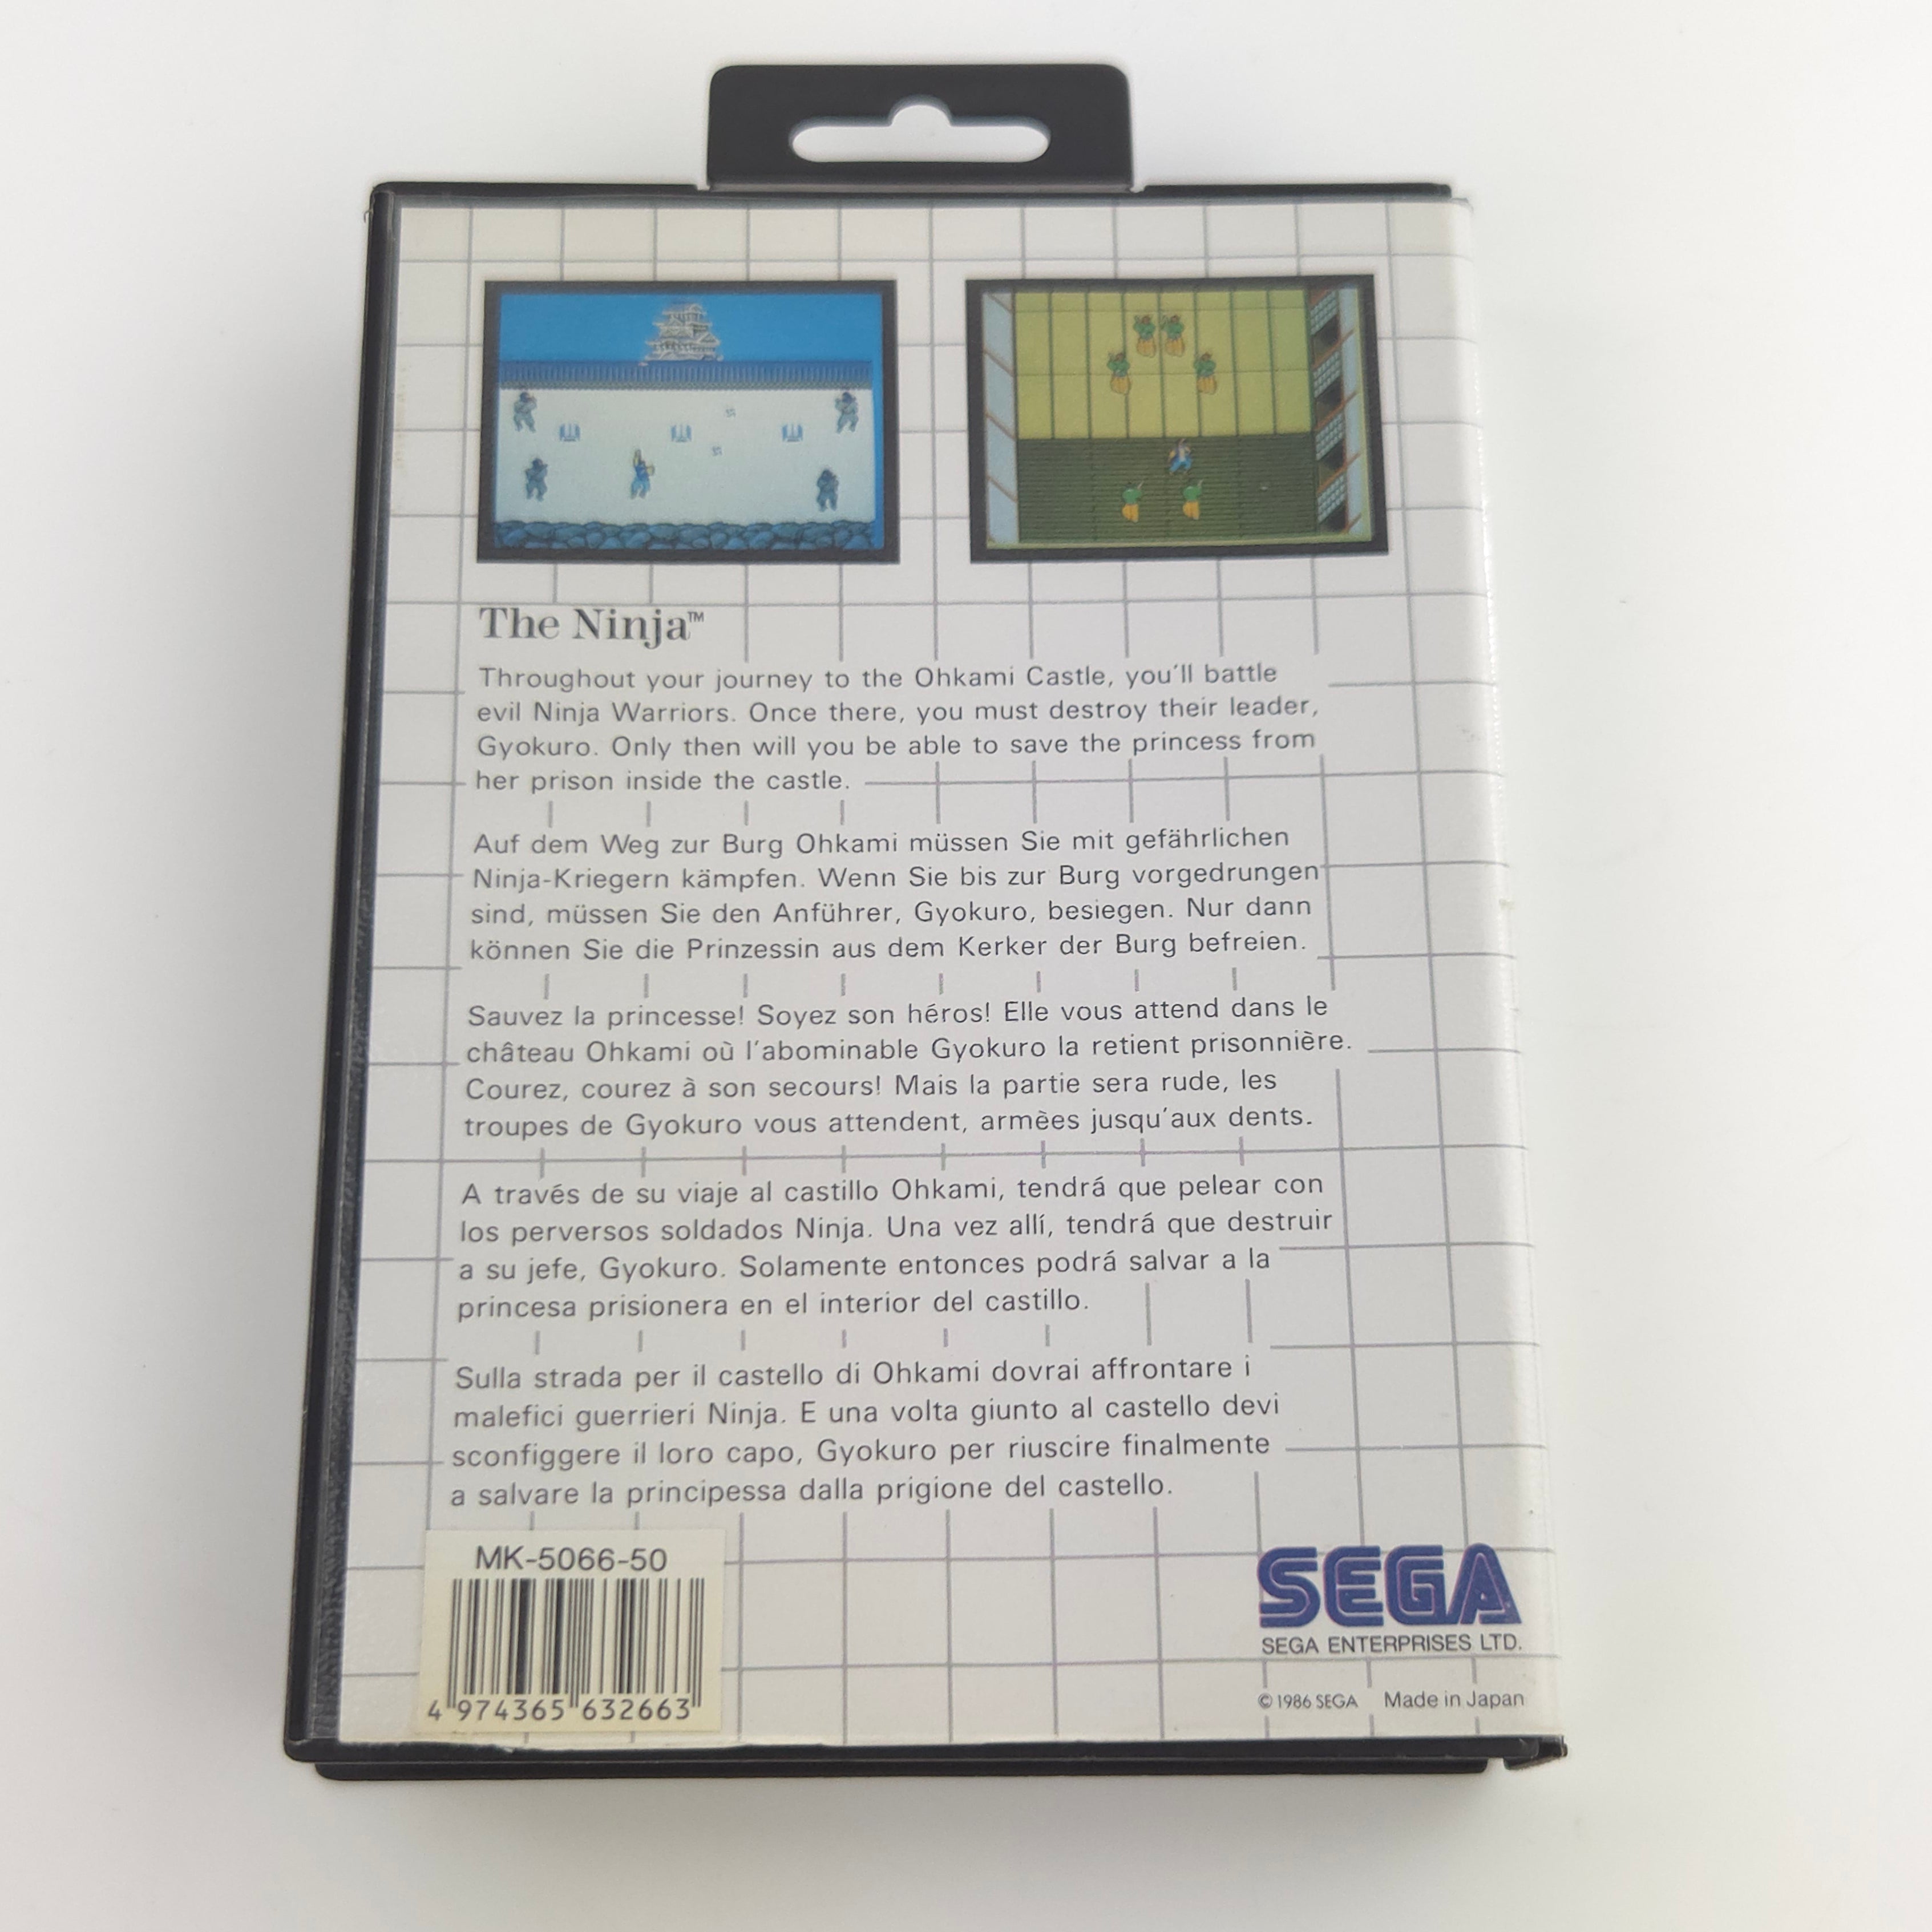 The Ninja™
Throughout your journey to the Ohkami Castle, you'll battle
evil Ninja Warriors. Once there, you must destroy their leader,
Gyokuro. Only then will you be able to save the princess from
her prison inside the castle.
Auf dem Weg zur Burg Ohkami müssen Sie mit gefährlichen
Ninja-Kriegern kämpfen. Wenn Sie bis zur Burg vorgedrungen
sind, müssen Sie den Anführer, Gyokuro, besiegen. Nur dann
können Sie die Prinzessin aus dem Kerker der Burg befreien.
Sauvez la princesse! Soyez son héros! Elle vous attend dans le
château Ohkami où l'abominable Gyokuro la retient prisonnière.
Courez, courez à son secours! Mais la partie sera rude, les
troupes de Gyokuro vous attendent, armèes jusqu'aux dents.
A través de su viaje al castillo Ohkami, tendrá que pelear con
los perversos soldados Ninja. Una vez allí, tendrá que destruir
a su jefe, Gyokuro. Solamente entonces podrá salvar a la
princesa prisionera en el interior del castillo.
Sulla strada per il castello di Ohkami dovrai affrontare i
malefici guerrieri Ninja. E una volta giunto al castello devi
sconfiggere il loro capo, Gyokuro per riuscire finalmente
a salvare la principessa dalla prigione del castello.
MK-5066-50
4 974365 632663
SEGA
SEGA ENTERPRISES LTD.
© 1986 SEGA Made in Japan